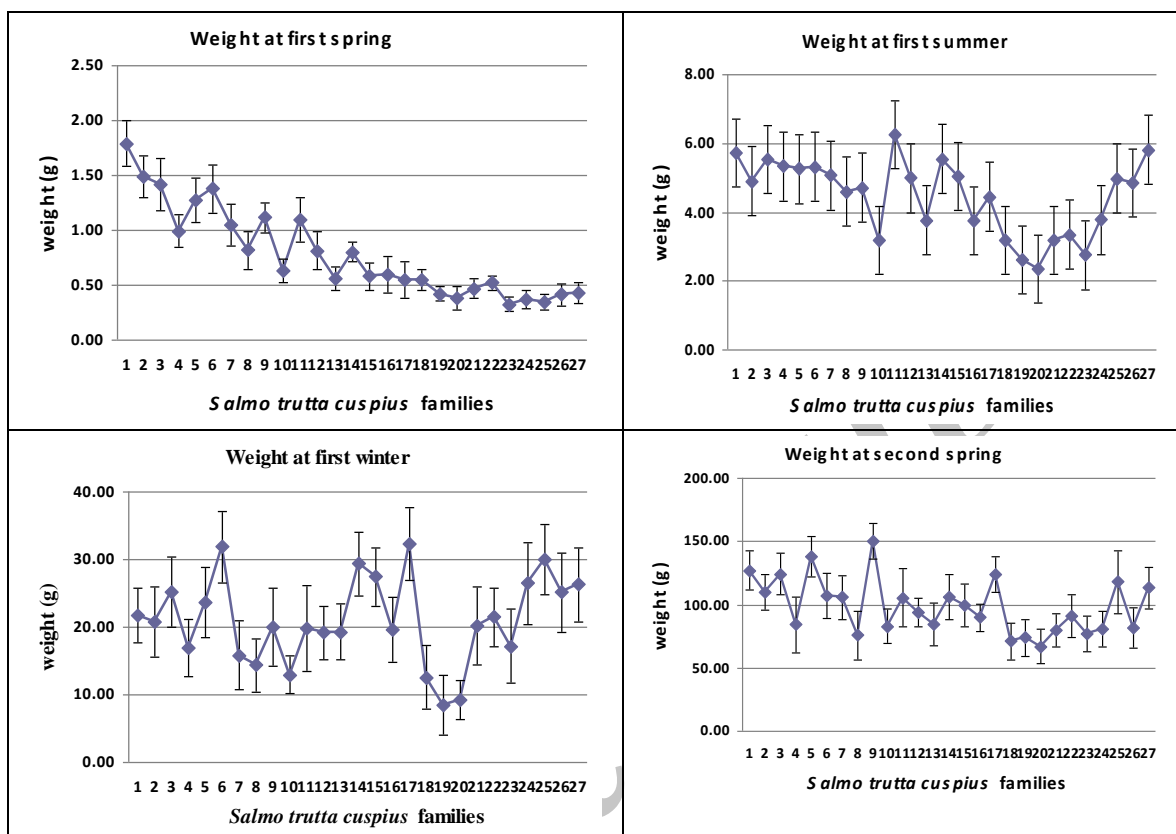 Weight at first spring
2.50
2.00
1.50
1.00
0.50
0.00
weight (g)
1 2 3 4 5 6 7 8 9 10 11 12 13 14 15 16 17 18 19 20 21 22 23 24 25 26 27
Salmo trutta cuspius families
Weight at first summer
8.00
6.00
4.00
2.00
0.00
weight (g)
1 2 3 4 5 6 7 8 9 10 11 12 13 14 15 16 17 18 19 20 21 22 23 24 25 26 27
Salmo trutta cuspius families
Weight at first winter
40.00
30.00
20.00
10.00
0.00
weight (g)
1 2 3 4 5 6 7 8 9 10 11 12 13 14 15 16 17 18 19 20 21 22 23 24 25 26 27
Salmo trutta cuspius families
Weight at second spring
200.00
150.00
100.00
50.00
0.00
weight (g)
1 2 3 4 5 6 7 8 9 10 11 12 13 14 15 16 17 18 19 20 21 22 23 24 25 26 27
Salmo trutta cuspius families